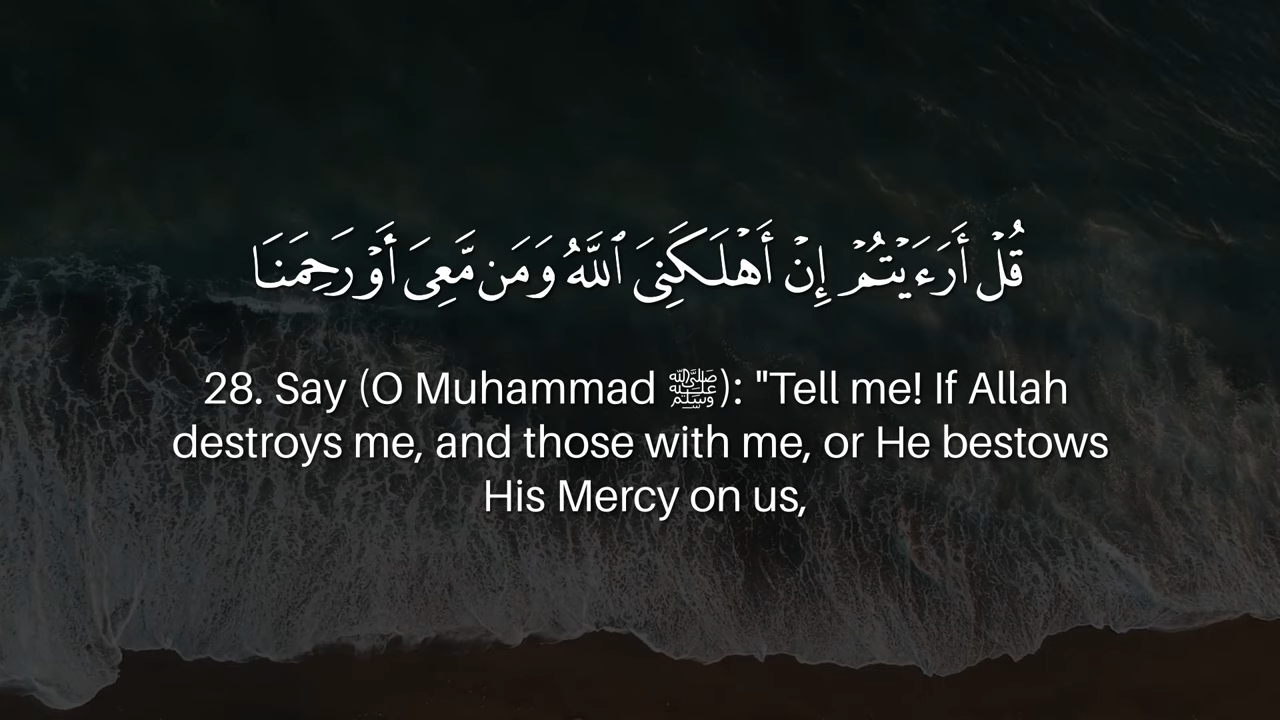 قُلْ أَرَءَيْتُمْ إِنْ أَهْلَكَنِىَ ٱللَّهُ وَمَن مَّعِىَ أَوْ رَحِمَنَا
28. Say (O Muhammad ﷺ): "Tell me! If Allah
destroys me, and those with me, or He bestows
His Mercy on us,